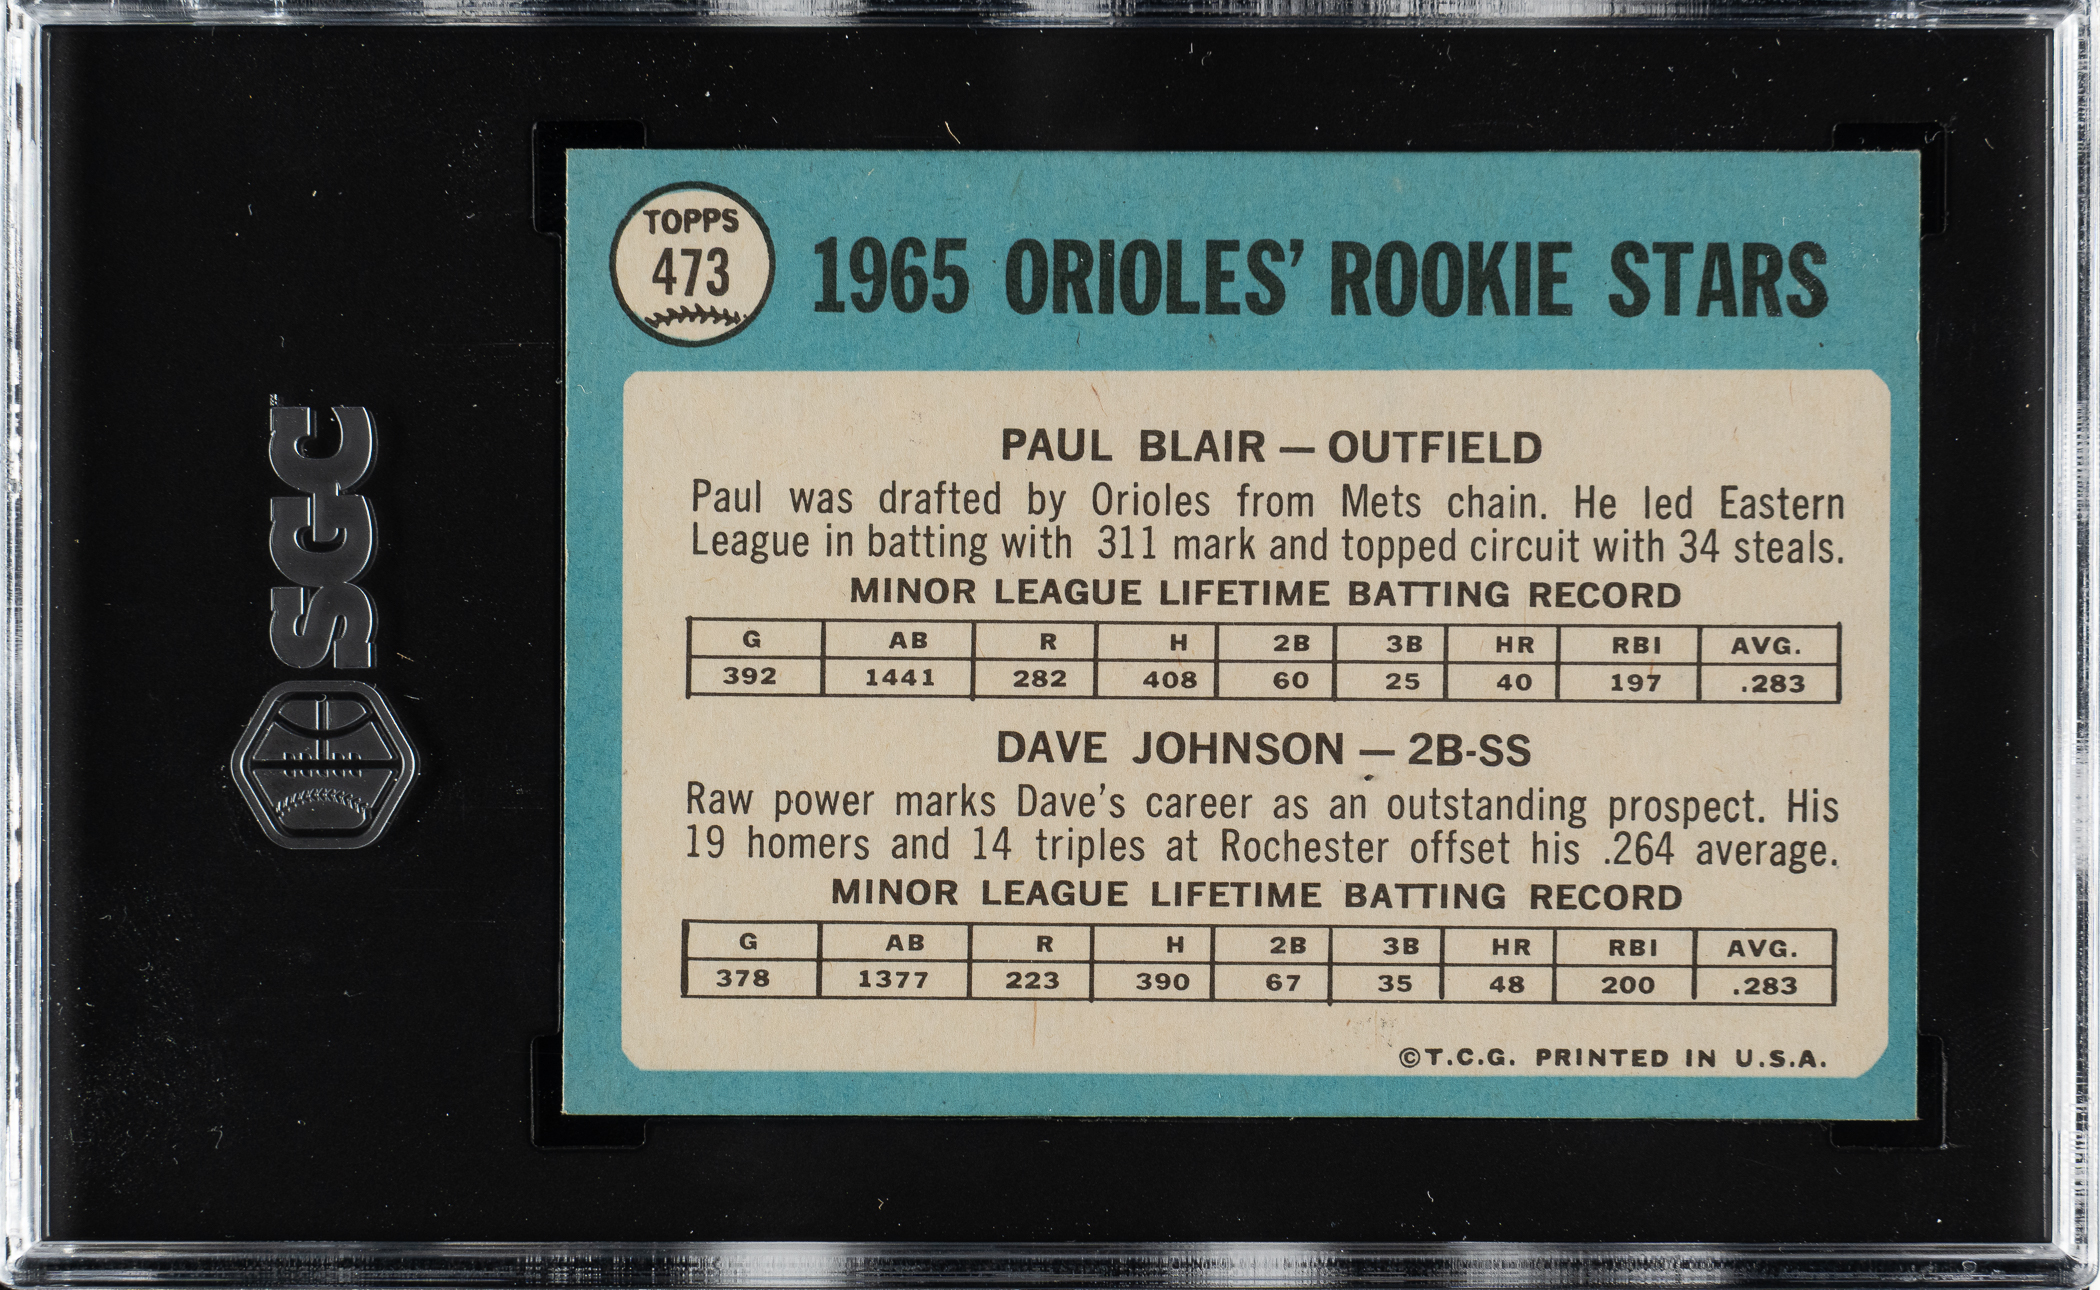 SGC
TOPPS
473
1965 ORIOLES' ROOKIE STARS
PAUL BLAIR — OUTFIELD
Paul was drafted by Orioles from Mets chain. He led Eastern
League in batting with 311 mark and topped circuit with 34 steals.
MINOR LEAGUE LIFETIME BATTING RECORD
G AB R H 2B 3B HR RBI AVG.
392 1441 282 408 60 25 40 197 .283
DAVE JOHNSON — 2B-SS
Raw power marks Dave's career as an outstanding prospect. His
19 homers and 14 triples at Rochester offset his .264 average.
MINOR LEAGUE LIFETIME BATTING RECORD
G AB R H 2B 3B HR RBI AVG.
378 1377 223 390 67 35 48 200 .283
©T.C.G. PRINTED IN U.S.A.